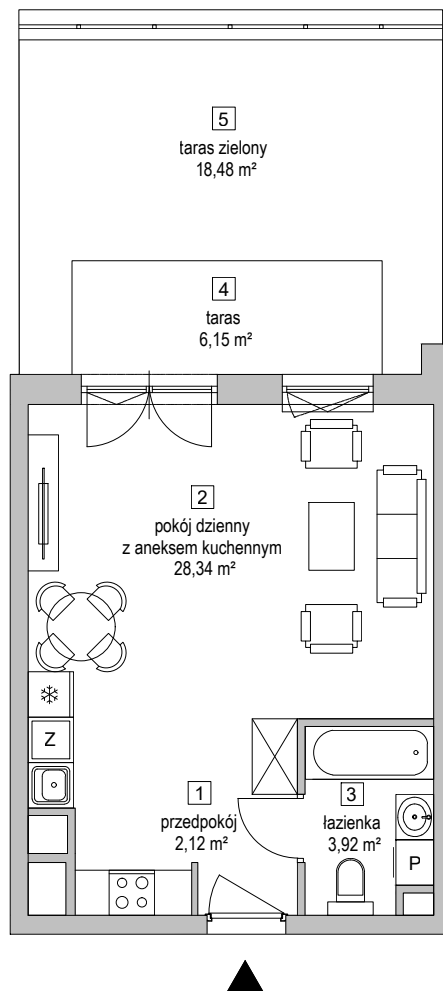 5
taras zielony
18,48 m²
4
taras
6,15 m²
2
pokój dzienny
z aneksem kuchennym
28,34 m²
Z
1
przedpokój
2,12 m²
3
łazienka
3,92 m²
P